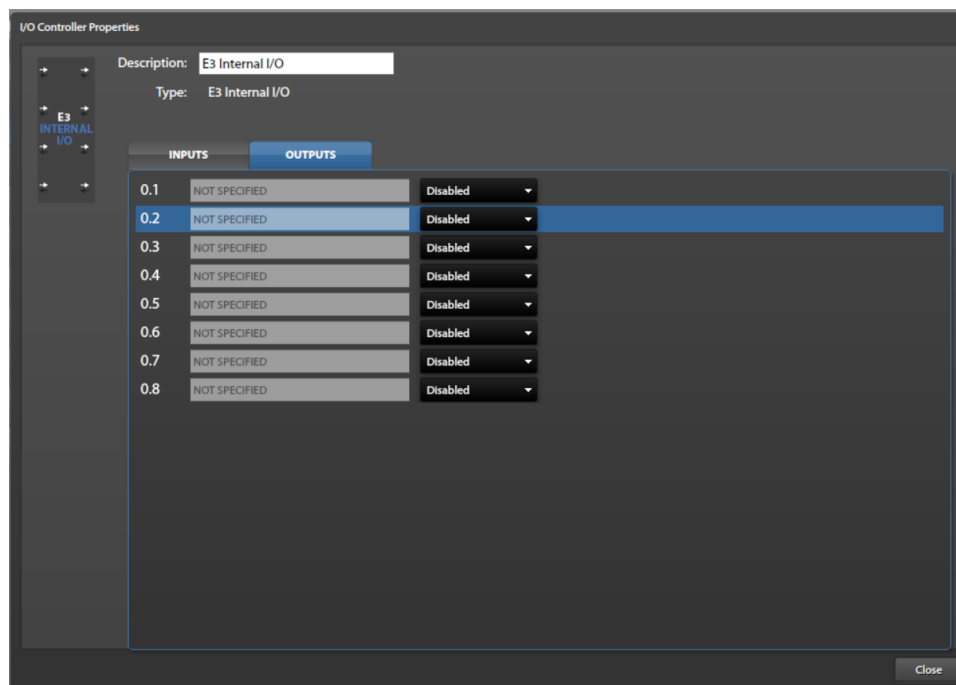 I/O Controller Properties
Description: E3 Internal I/O
Type: E3 Internal I/O
E3
INTERNAL
I/O
INPUTS OUTPUTS
0.1 NOT SPECIFIED Disabled
0.2 NOT SPECIFIED Disabled
0.3 NOT SPECIFIED Disabled
0.4 NOT SPECIFIED Disabled
0.5 NOT SPECIFIED Disabled
0.6 NOT SPECIFIED Disabled
0.7 NOT SPECIFIED Disabled
0.8 NOT SPECIFIED Disabled
Close